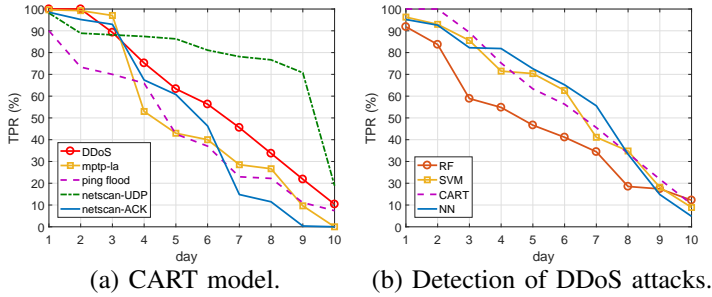 100
90
80
70
60
50
40
30
20
10
0
TPR (%)
1 2 3 4 5 6 7 8 9 10
day
DDoS
mptp-la
ping flood
netscan-UDP
netscan-ACK
(a) CART model.
100
90
80
70
60
50
40
30
20
10
0
TPR (%)
1 2 3 4 5 6 7 8 9 10
day
RF
SVM
CART
NN
(b) Detection of DDoS attacks.